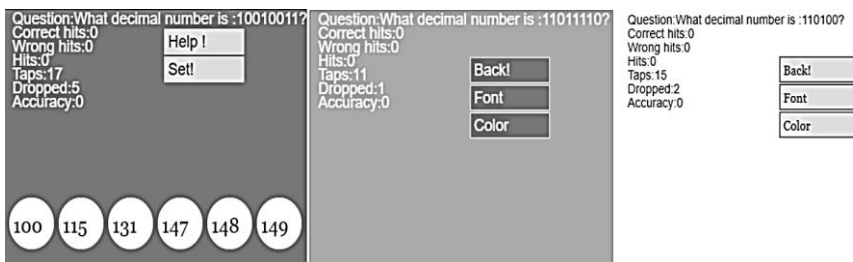 Question:What decimal number is :10010011?
Correct hits:0
Wrong hits:0
Hits:0
Taps:17
Dropped:5
Accuracy:0
Help !
Set!
100 115 131 147 148 149
Question:What decimal number is :11011110?
Correct hits:0
Wrong hits:0
Hits:0
Taps:11
Dropped:1
Accuracy:0
Back!
Font
Color
Question:What decimal number is :110100?
Correct hits:0
Wrong hits:0
Hits:0
Taps:15
Dropped:2
Accuracy:0
Back!
Font
Color